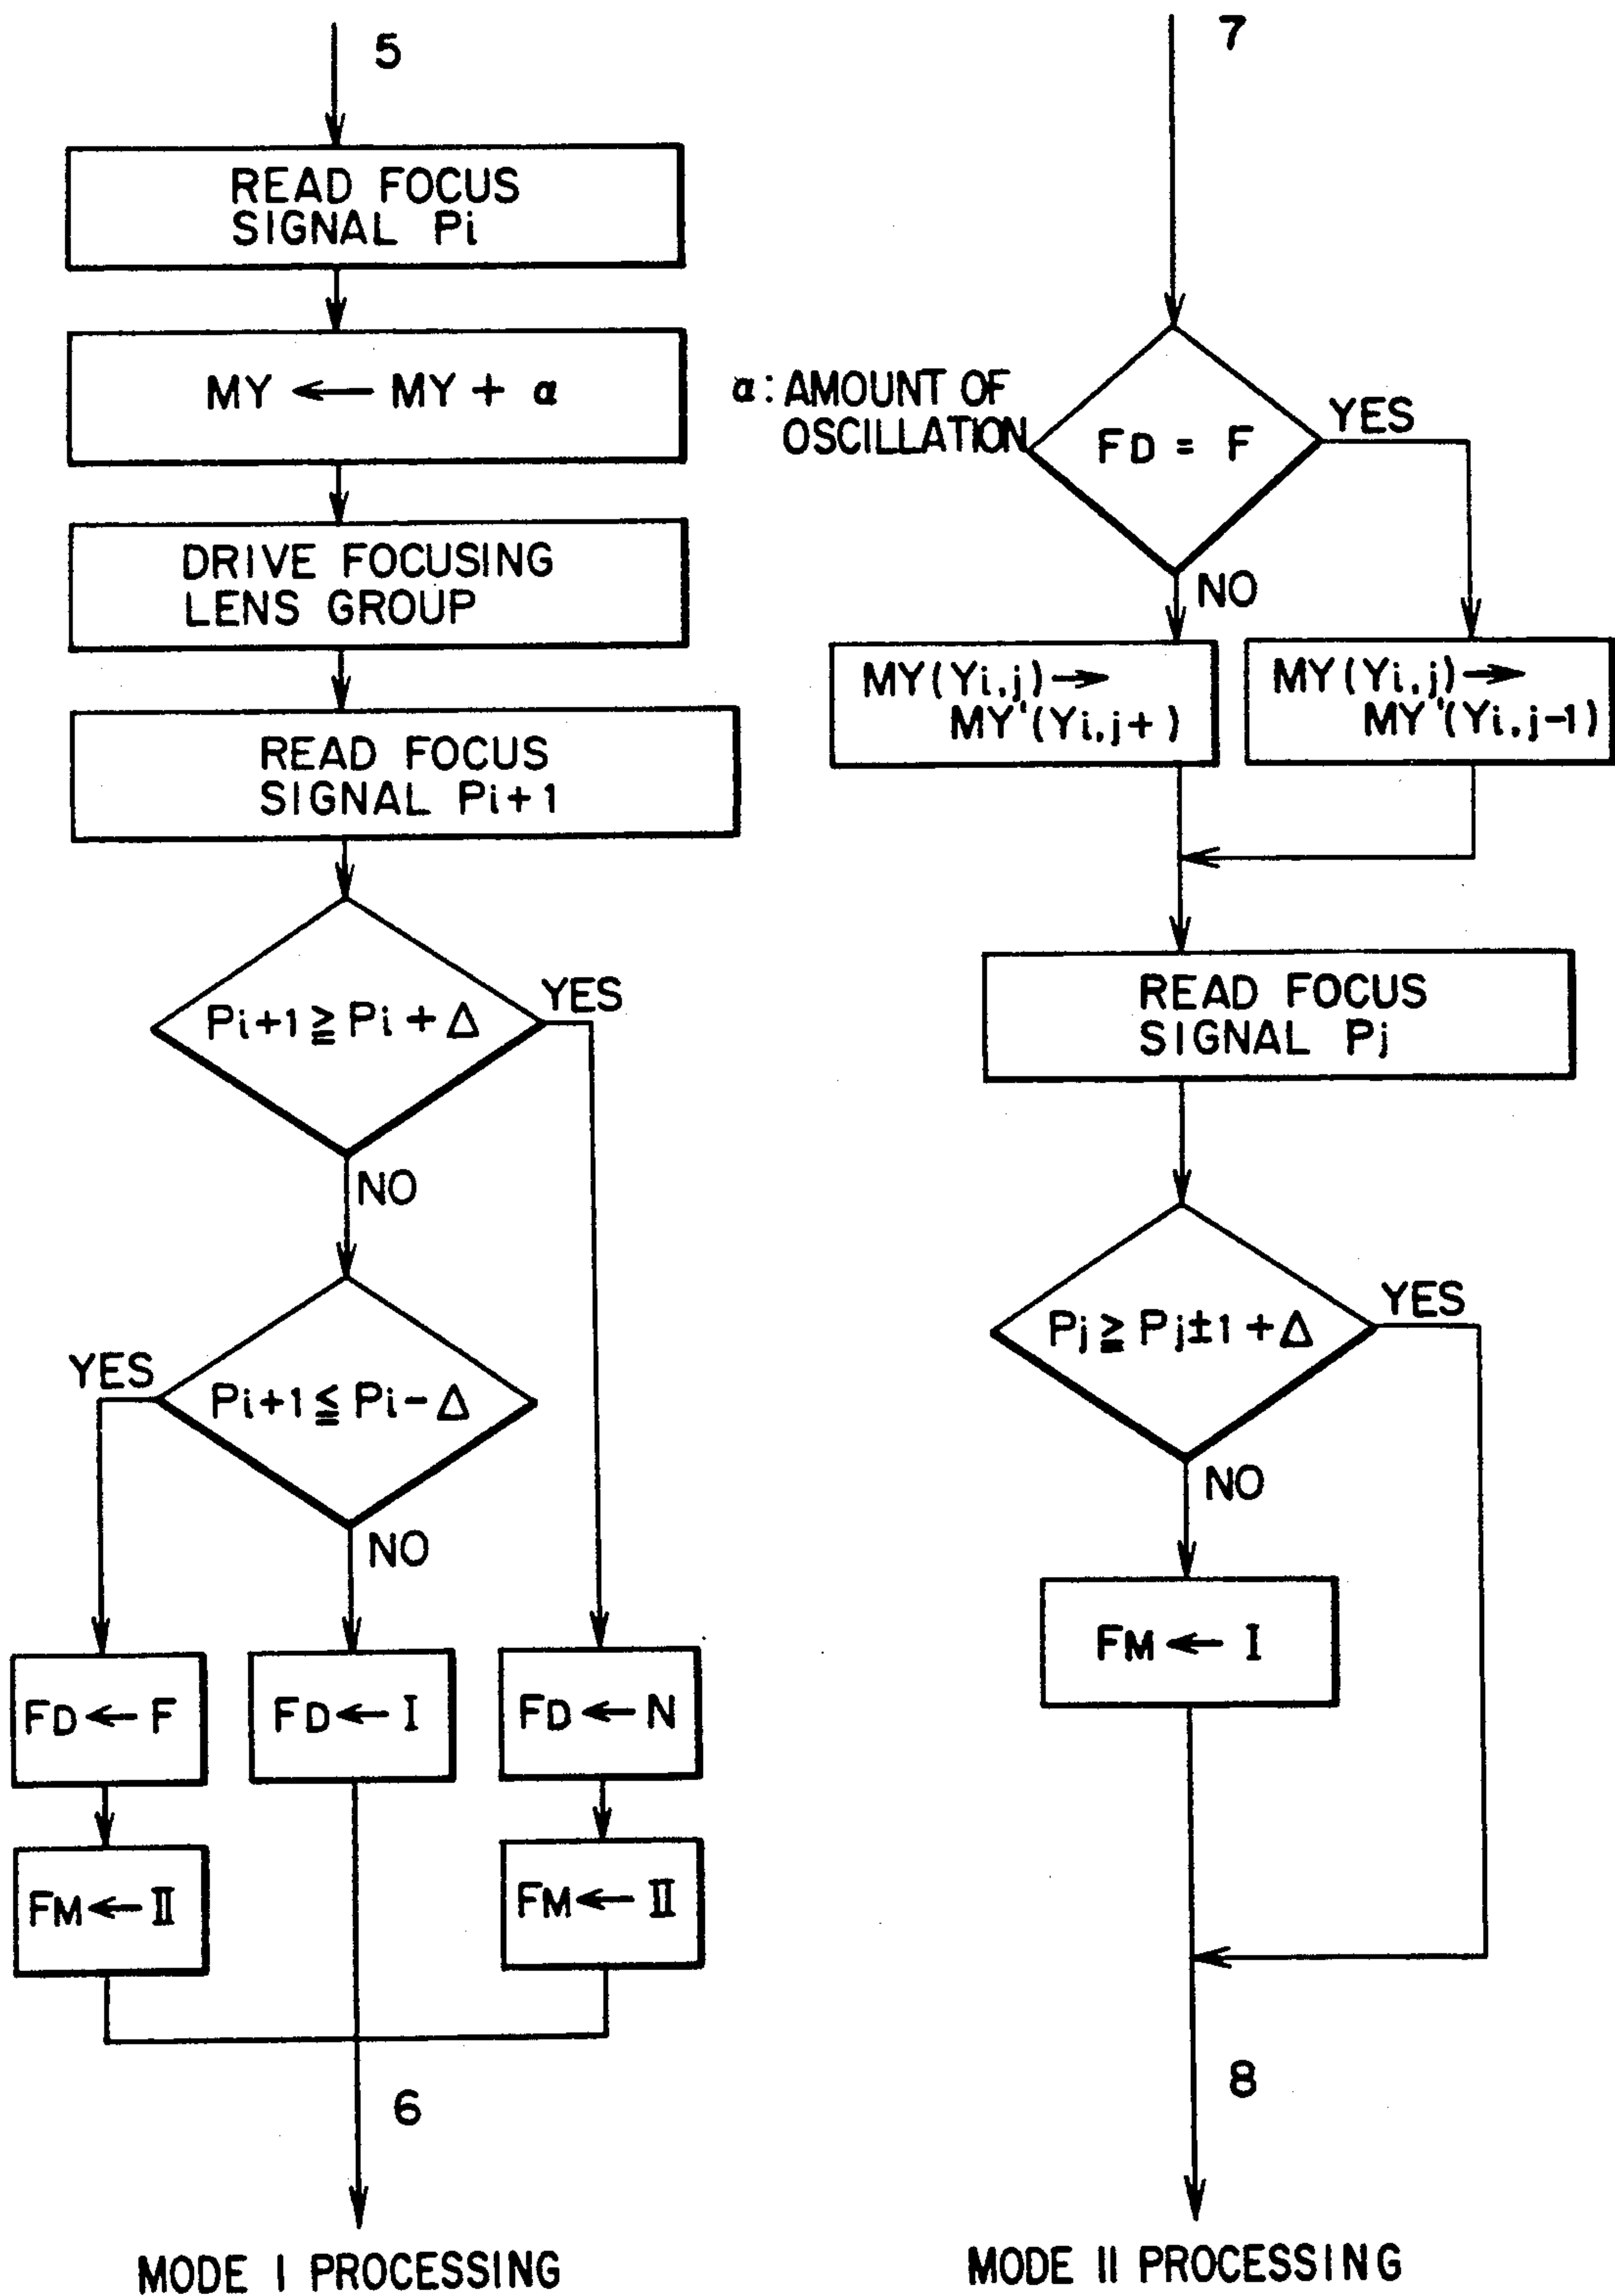 5
READ FOCUS
SIGNAL Pi
MY ← MY + α
α: AMOUNT OF
OSCILLATION
DRIVE FOCUSING
LENS GROUP
READ FOCUS
SIGNAL Pi+1
Pi+1 ≧ Pi + Δ
YES
NO
Pi+1 ≦ Pi − Δ
YES
NO
FD ← F
FD ← I
FD ← N
FM ← II
FM ← II
6
MODE I PROCESSING
7
FD = F
YES
NO
MY(Yi,j) →
MY'(Yi,j+ )
MY(Yi,j) →
MY'(Yi,j−1)
READ FOCUS
SIGNAL Pj
Pj ≧ Pj±1 + Δ
YES
NO
FM ← I
8
MODE II PROCESSING